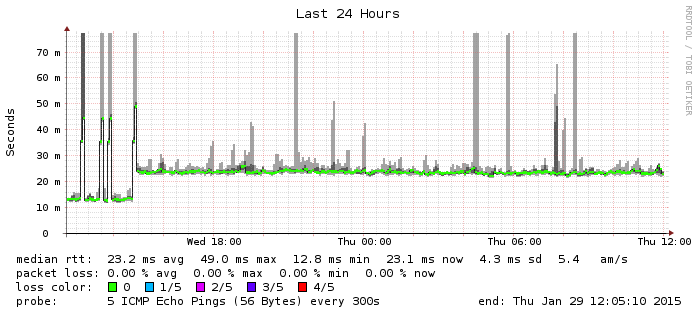 Last 24 Hours
RRDTOOL / TOBI OETIKER
Seconds
70 m
60 m
50 m
40 m
30 m
20 m
10 m
0
Wed 18:00 Thu 00:00 Thu 06:00 Thu 12:00
median rtt: 23.2 ms avg 49.0 ms max 12.8 ms min 23.1 ms now 4.3 ms sd 5.4 am/s
packet loss: 0.00 % avg 0.00 % max 0.00 % min 0.00 % now
loss color: 0 1/5 2/5 3/5 4/5
probe: 5 ICMP Echo Pings (56 Bytes) every 300s end: Thu Jan 29 12:05:10 2015